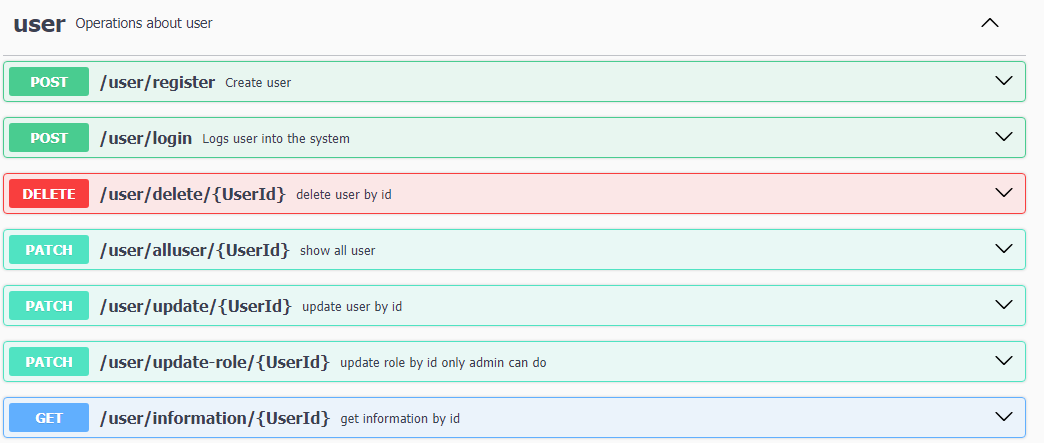 user Operations about user
POST /user/register Create user
POST /user/login Logs user into the system
DELETE /user/delete/{UserId} delete user by id
PATCH /user/alluser/{UserId} show all user
PATCH /user/update/{UserId} update user by id
PATCH /user/update-role/{UserId} update role by id only admin can do
GET /user/information/{UserId} get information by id